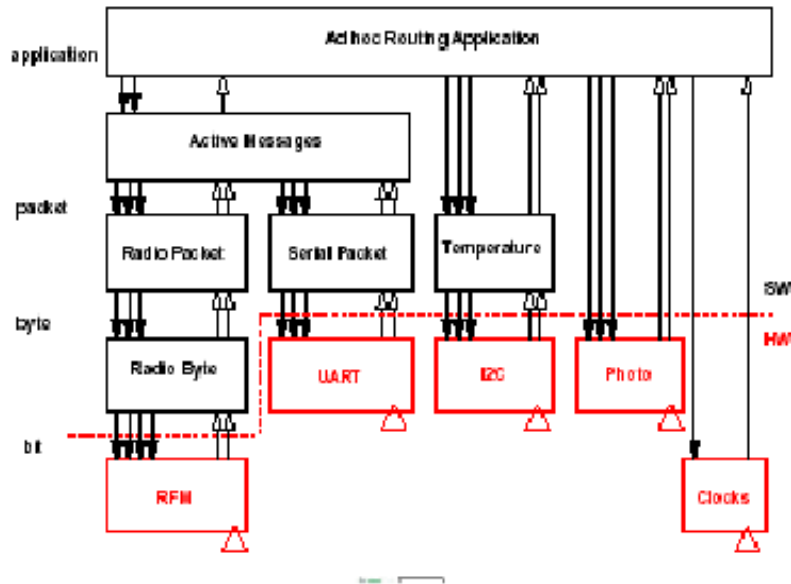 Ad hoc Routing Application
application
Active Messages
packet
Radio Packet
Serial Packet
Temperature
SW
byte
HW
Radio Byte
UART
I2C
Photo
bit
RFM
Clocks